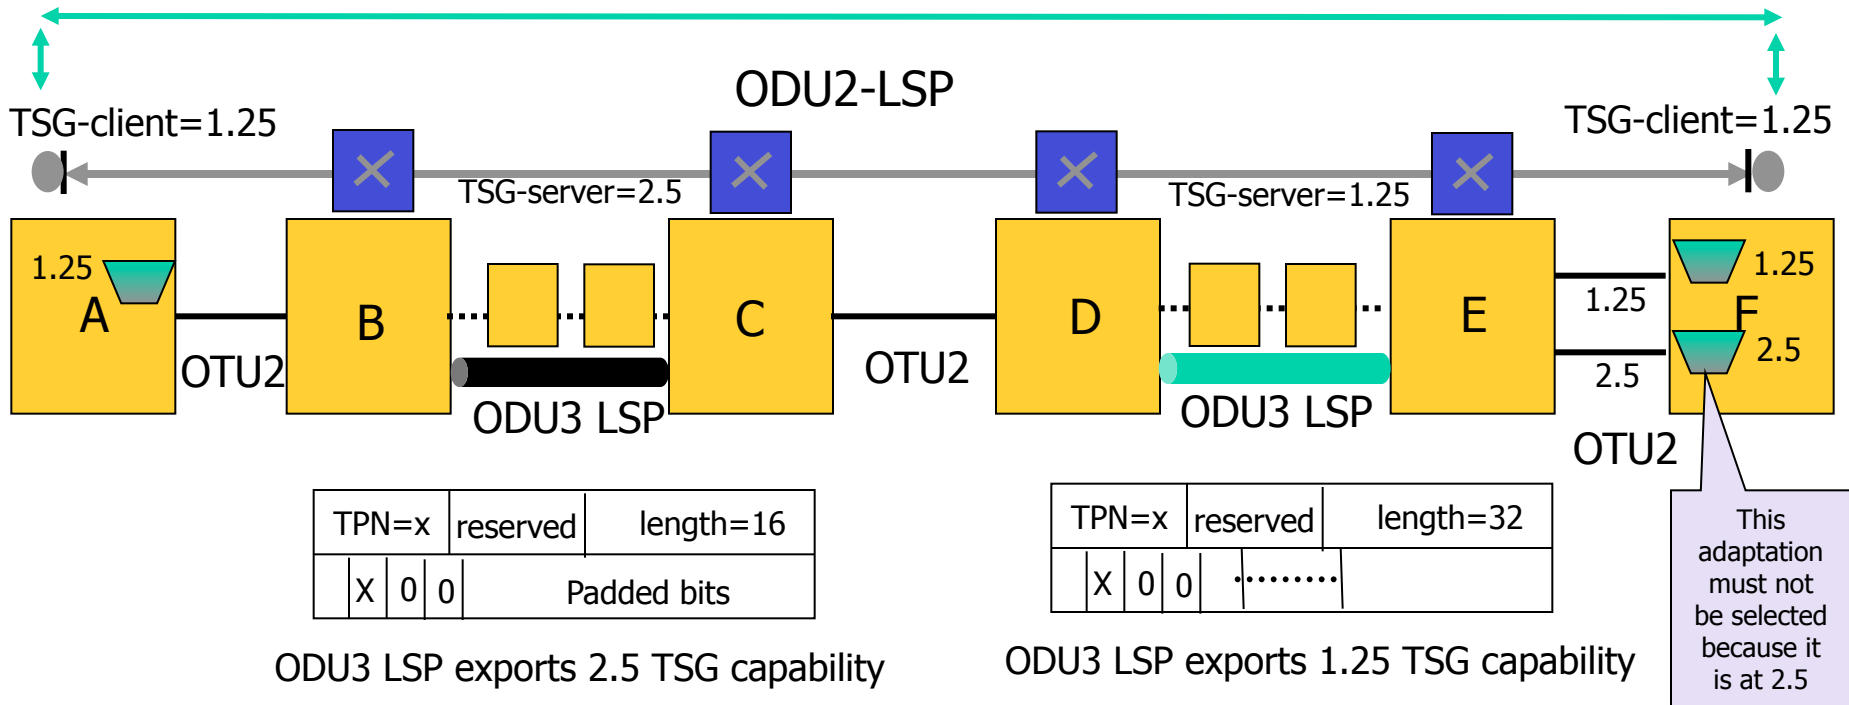 ODU2-LSP
TSG-client=1.25
TSG-client=1.25
TSG-server=2.5
TSG-server=1.25
1.25
A
B
C
D
E
F
1.25
2.5
1.25
2.5
OTU2
OTU2
OTU2
ODU3 LSP
ODU3 LSP
TPN=x reserved length=16
X 0 0 Padded bits
ODU3 LSP exports 2.5 TSG capability
TPN=x reserved length=32
X 0 0 .........
ODU3 LSP exports 1.25 TSG capability
This
adaptation
must not
be selected
because it
is at 2.5